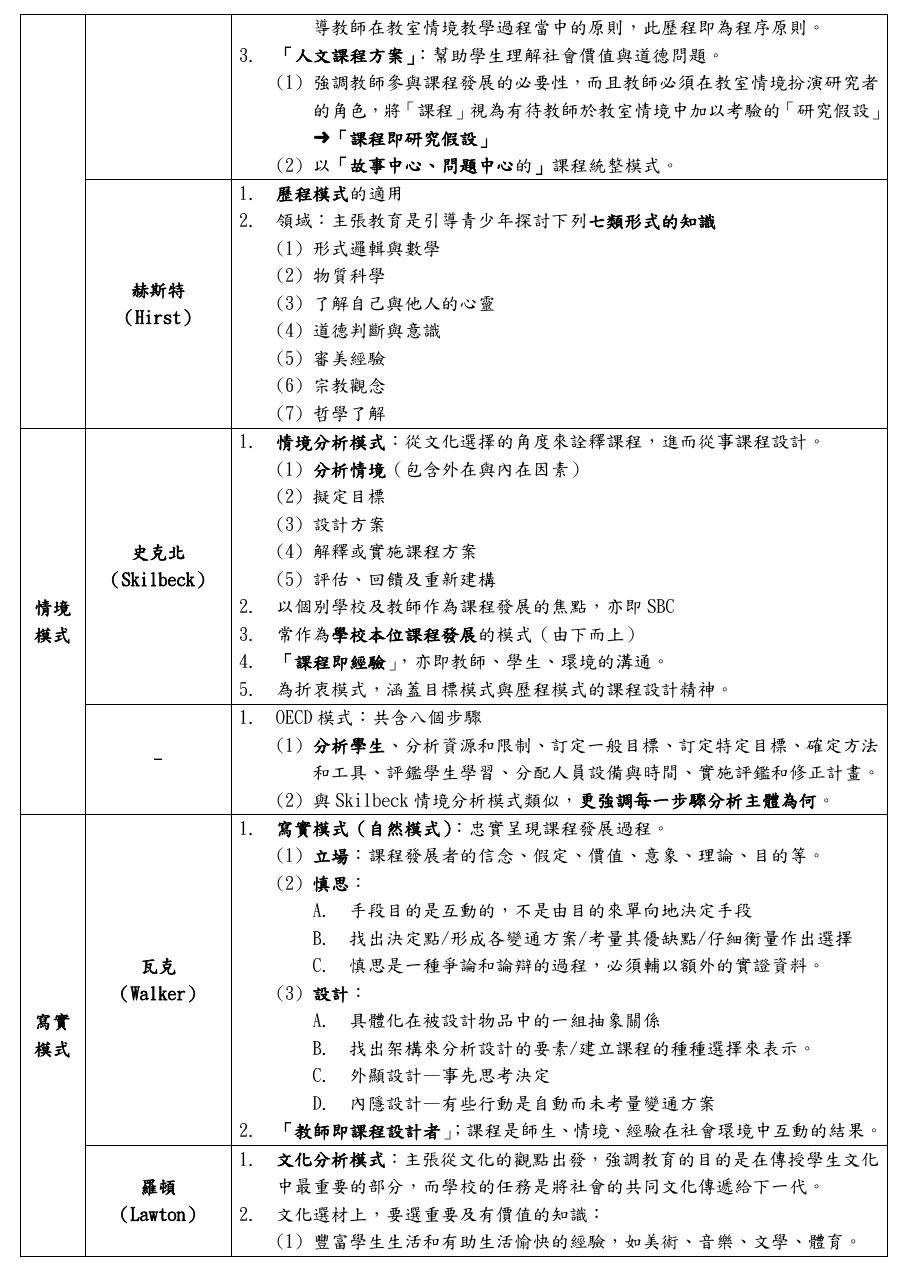 導教師在教室情境教學過程當中的原則，此歷程即為程序原則。
3. 「人文課程方案」：幫助學生理解社會價值與道德問題。
(1) 強調教師參與課程發展的必要性，而且教師必須在教室情境扮演研究者
的角色，將「課程」視為有待教師於教室情境中加以考驗的「研究假設」
➜「課程即研究假設」
(2) 以「故事中心、問題中心的」課程統整模式。
赫斯特
（Hirst）
1. 歷程模式的適用
2. 領域：主張教育是引導青少年探討下列七類形式的知識
(1) 形式邏輯與數學
(2) 物質科學
(3) 了解自己與他人的心靈
(4) 道德判斷與意識
(5) 審美經驗
(6) 宗教觀念
(7) 哲學了解
情境
模式
史克北
（Skilbeck）
1. 情境分析模式：從文化選擇的角度來詮釋課程，進而從事課程設計。
(1) 分析情境（包含外在與內在因素）
(2) 擬定目標
(3) 設計方案
(4) 解釋或實施課程方案
(5) 評估、回饋及重新建構
2. 以個別學校及教師作為課程發展的焦點，亦即 SBC
3. 常作為學校本位課程發展的模式（由下而上）
4. 「課程即經驗」，亦即教師、學生、環境的溝通。
5. 為折衷模式，涵蓋目標模式與歷程模式的課程設計精神。
–
1. OECD 模式：共含八個步驟
(1) 分析學生、分析資源和限制、訂定一般目標、訂定特定目標、確定方法
和工具、評鑑學生學習、分配人員設備與時間、實施評鑑和修正計畫。
(2) 與 Skilbeck 情境分析模式類似，更強調每一步驟分析主體為何。
寫實
模式
瓦克
（Walker）
1. 寫實模式（自然模式）：忠實呈現課程發展過程。
(1) 立場：課程發展者的信念、假定、價值、意象、理論、目的等。
(2) 慎思：
A. 手段目的是互動的，不是由目的來單向地決定手段
B. 找出決定點/形成各變通方案/考量其優缺點/仔細衡量作出選擇
C. 慎思是一種爭論和論辯的過程，必須輔以額外的實證資料。
(3) 設計：
A. 具體化在被設計物品中的一組抽象關係
B. 找出架構來分析設計的要素/建立課程的種種選擇來表示。
C. 外顯設計—事先思考決定
D. 內隱設計—有些行動是自動而未考量變通方案
2. 「教師即課程設計者」；課程是師生、情境、經驗在社會環境中互動的結果。
羅頓
（Lawton）
1. 文化分析模式：主張從文化的觀點出發，強調教育的目的是在傳授學生文化
中最重要的部分，而學校的任務是將社會的共同文化傳遞給下一代。
2. 文化選材上，要選重要及有價值的知識：
(1) 豐富學生生活和有助生活愉快的經驗，如美術、音樂、文學、體育。